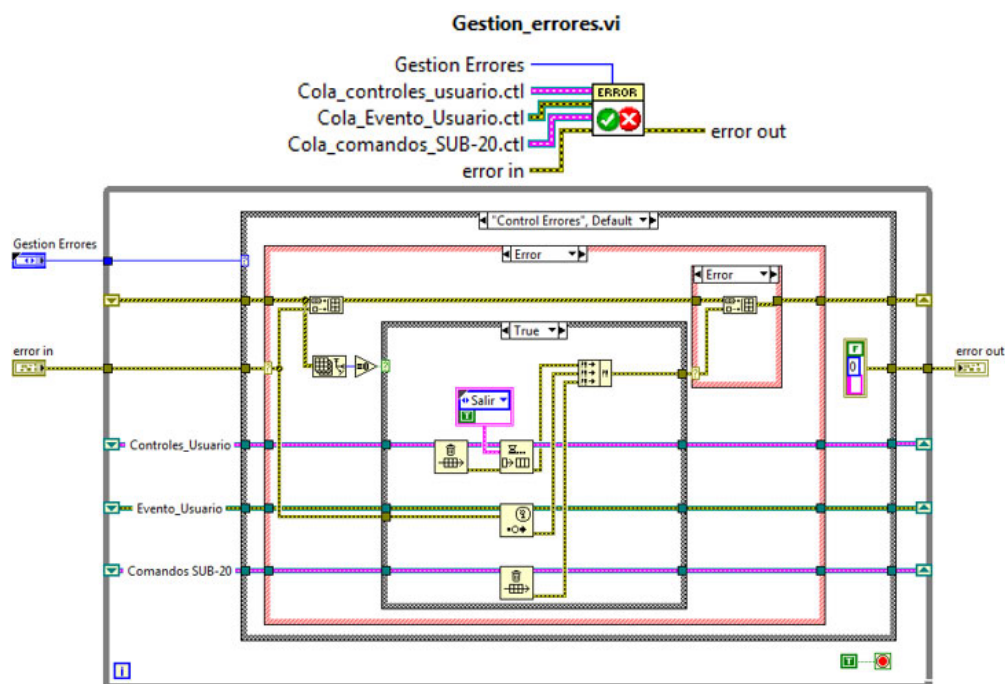 Gestion_errores.vi
Gestion Errores
Cola_controles_usuario.ctl
Cola_Evento_Usuario.ctl
Cola_comandos_SUB-20.ctl
error in
ERROR
error out
"Control Errores", Default
Gestion Errores
Error
Error
True
error in
=0
F
0
error out
Salir
T
Controles_Usuario
Evento_Usuario
Comandos SUB-20
i
T